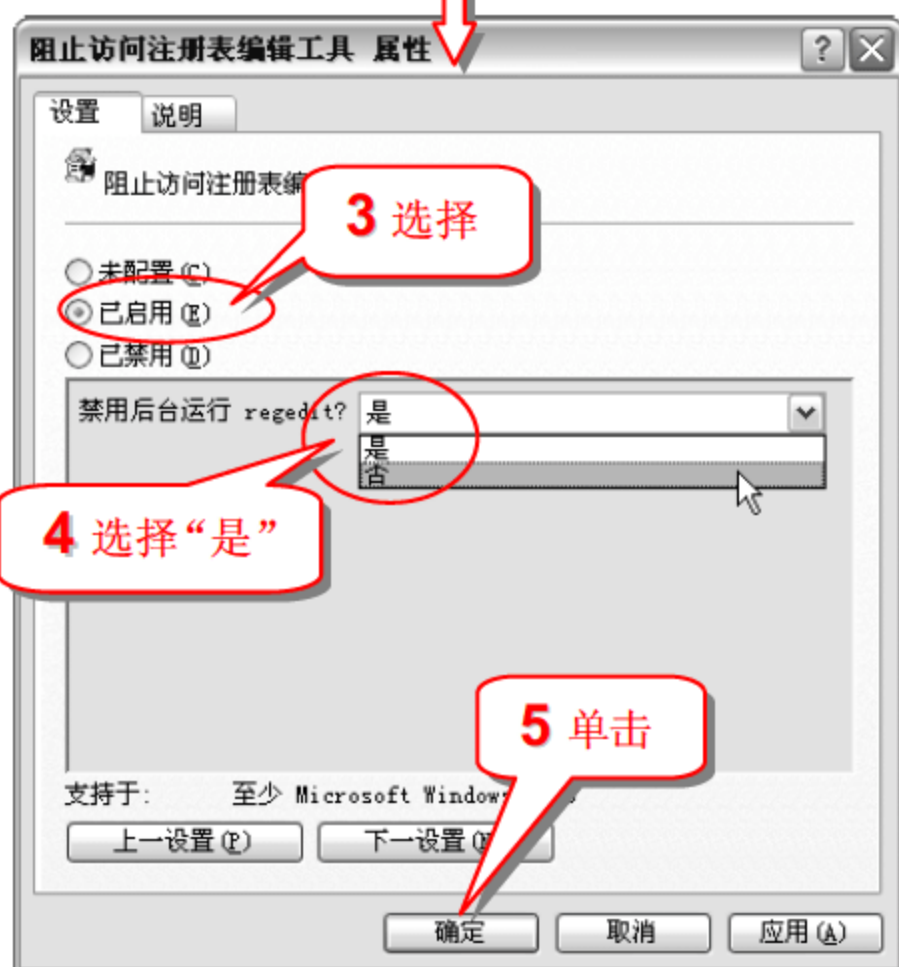 阻止访问注册表编辑工具 属性
设置
说明
阻止访问注册表编
3 选择
未配置(C)
已启用(E)
已禁用(D)
禁用后台运行 regedit? 是
是
否
4 选择“是”
5 单击
支持于: 至少 Microsoft Windows
上一设置(P)
下一设置
确定
取消
应用(A)